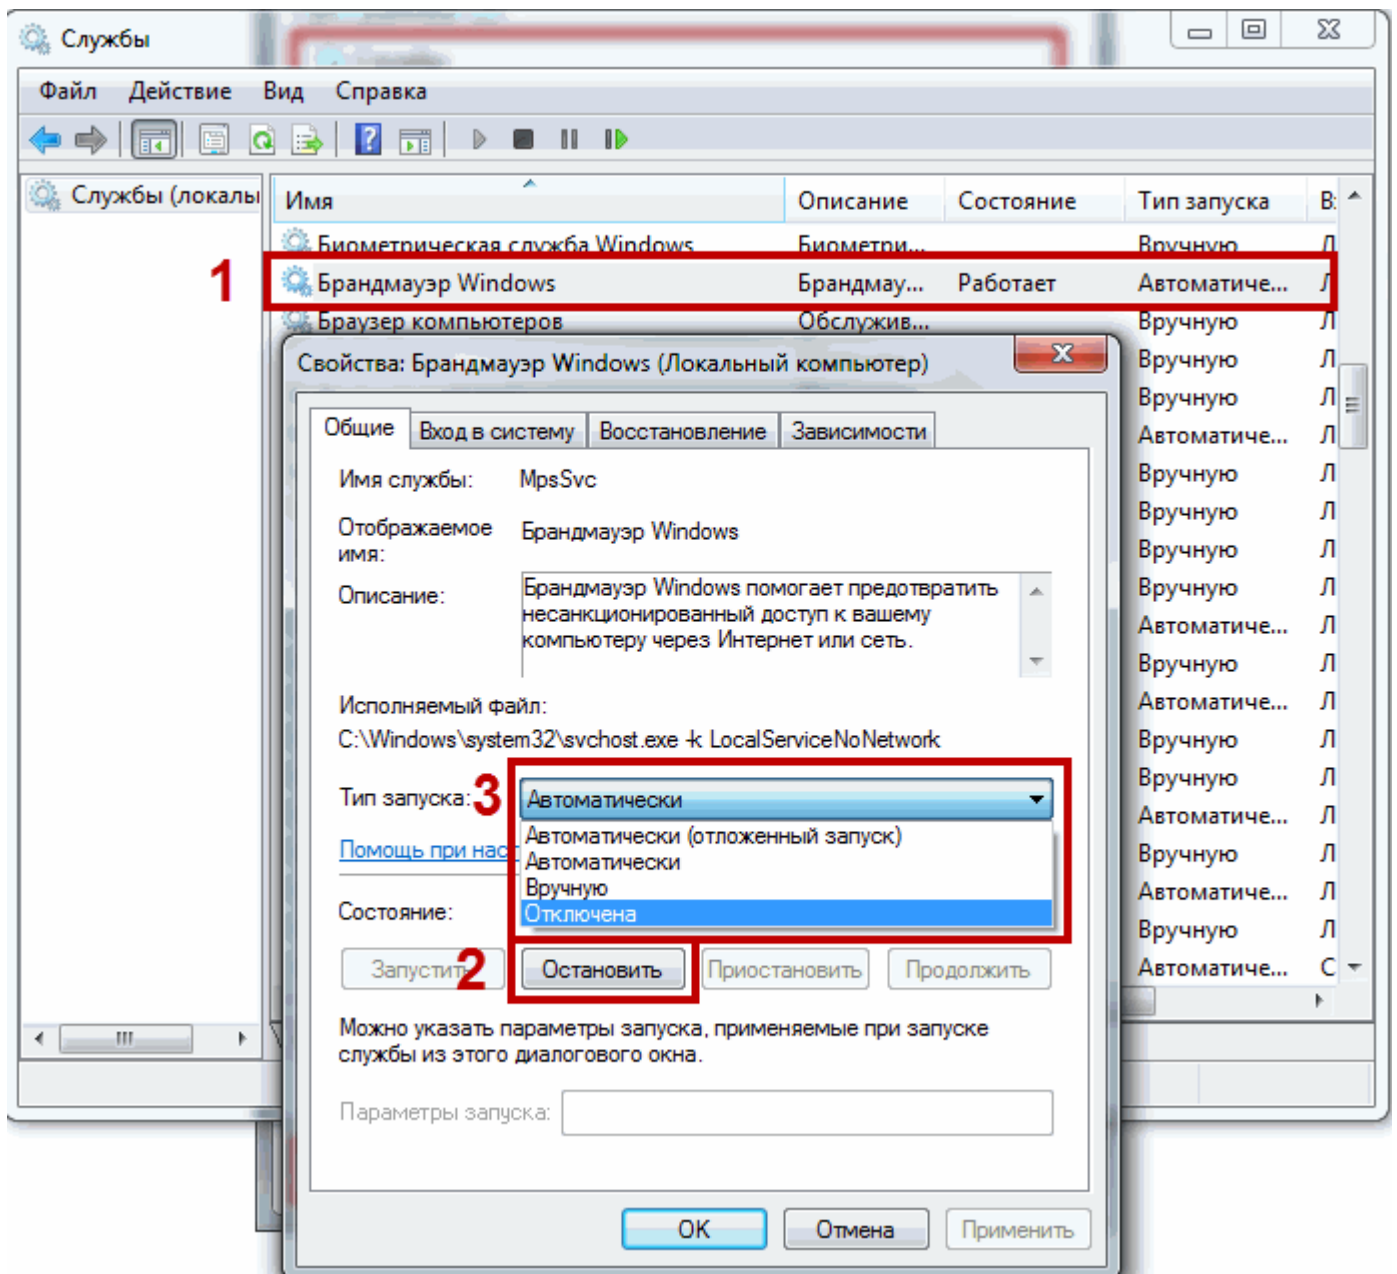 Службы
Файл Действие Вид Справка
Службы (локалы
Имя Описание Состояние Тип запуска В:
Биометрическая служба Windows Биометри... Вручную Л
1
Брандмауэр Windows Брандмау... Работает Автоматиче... Л
Браузер компьютеров Обслужив... Вручную Л
Свойства: Брандмауэр Windows (Локальный компьютер)
Вручную Л
Вручную Л
Общие Вход в систему Восстановление Зависимости
Автоматиче... Л
Имя службы: MpsSvc
Вручную Л
Вручную Л
Отображаемое имя: Брандмауэр Windows
Вручную Л
Описание: Брандмауэр Windows помогает предотвратить
несанкционированный доступ к вашему
компьютеру через Интернет или сеть.
Вручную Л
Автоматиче... Л
Вручную Л
Исполняемый файл:
Автоматиче... Л
C:\Windows\system32\svchost.exe -k LocalServiceNoNetwork
Вручную Л
Тип запуска: 3 Автоматически
Вручную Л
Автоматически (отложенный запуск)
Автоматиче... Л
Помощь при нас
Автоматически
Вручную Л
Вручную
Автоматиче... Л
Состояние:
Отключена
Вручную Л
Запустить 2 Остановить Приостановить Продолжить
Автоматиче... С
Можно указать параметры запуска, применяемые при запуске
службы из этого диалогового окна.
Параметры запуска:
OK Отмена Применить